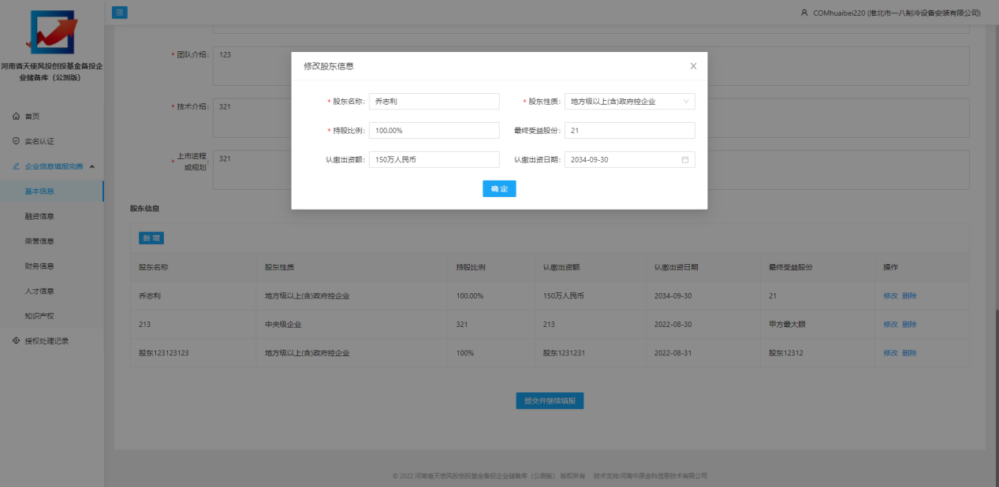 COMhuaibei220 (淮北市一八制冷设备安装有限公司)
河南省天使风投创投基金备投企
业储备库（公测版）
首页
实名认证
企业信息填报完善
基本信息
融资信息
荣誉信息
财务信息
人才信息
知识产权
授权处理记录
* 团队介绍: 123
* 技术介绍: 321
* 上市进程
或规划: 321
修改股东信息
* 股东名称: 乔志利 * 股东性质: 地方级以上(含)政府控企业
* 持股比例: 100.00% 最终受益股份: 21
认缴出资额: 150万人民币 认缴出资日期: 2034-09-30
确 定
股东信息
新 增
股东名称 股东性质 持股比例 认缴出资额 认缴出资日期 最终受益股份 操作
乔志利 地方级以上(含)政府控企业 100.00% 150万人民币 2034-09-30 21 修改 删除
213 中央级企业 321 213 2022-08-30 甲方最大顾 修改 删除
股东123123123 地方级以上(含)政府控企业 100% 股东1231231 2022-08-31 股东12312 修改 删除
提交并继续填报
© 2022 河南省天使风投创投基金备投企业储备库（公测版） 版权所有 技术支持:河南中原金科信息技术有限公司